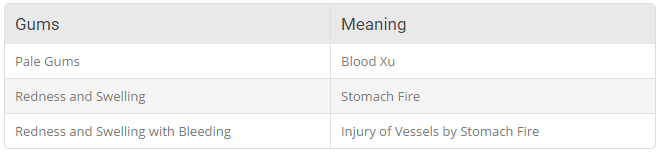 Gums Meaning
Pale Gums Blood Xu
Redness and Swelling Stomach Fire
Redness and Swelling with Bleeding Injury of Vessels by Stomach Fire